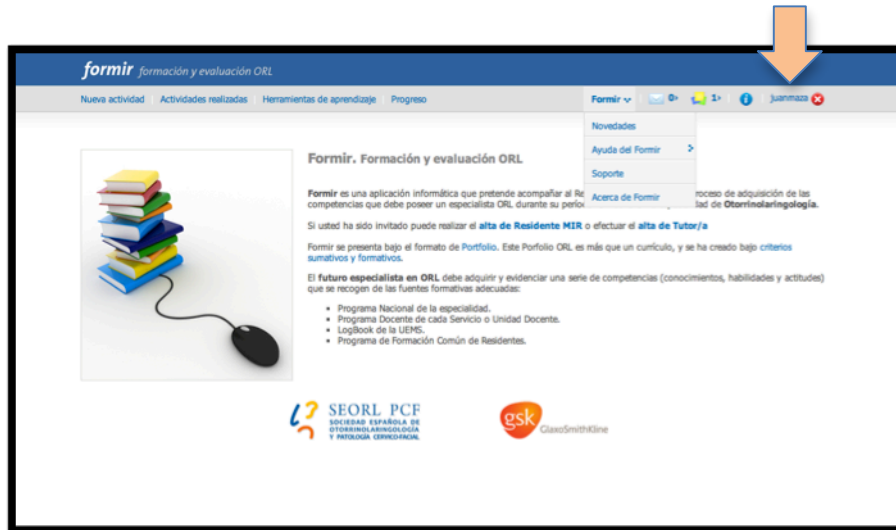 formir formación y evaluación ORL
Nueva actividad Actividades realizadas Herramientas de aprendizaje Progreso Formir 0 1 juanmaza
Novedades
Ayuda del Formir
Soporte
Acerca de Formir
Formir. Formación y evaluación ORL
Formir es una aplicación informática que pretende acompañar al Re roceso de adquisición de las
competencias que debe poseer un especialista ORL durante su períod dad de Otorrinolaringología.
Si usted ha sido invitado puede realizar el alta de Residente MIR o efectuar el alta de Tutor/a
Formir se presenta bajo el formato de Portfolio. Este Porfolio ORL es más que un currículo, y se ha creado bajo criterios
sumativos y formativos.
El futuro especialista en ORL debe adquirir y evidenciar una serie de competencias (conocimientos, habilidades y actitudes)
que se recogen de las fuentes formativas adecuadas:
Programa Nacional de la especialidad.
Programa Docente de cada Servicio o Unidad Docente.
LogBook de la UEMS.
Programa de Formación Común de Residentes.
SEORL PCF
SOCIEDAD ESPAÑOLA DE
OTORRINOLARINGOLOGÍA
Y PATOLOGÍA CÉRVICO-FACIAL
gsk GlaxoSmithKline